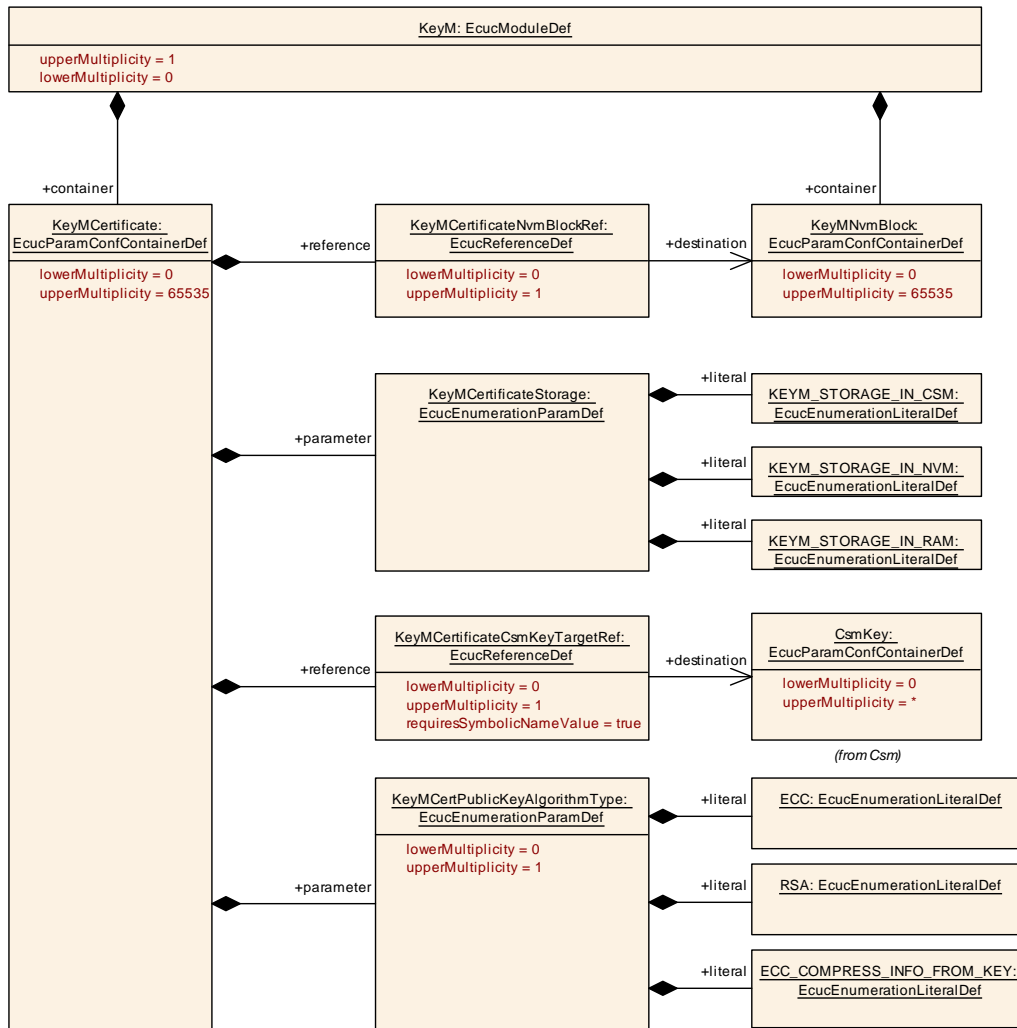 KeyM: EcucModuleDef
upperMultiplicity = 1
lowerMultiplicity = 0
+container
+container
KeyMCertificate:
EcucParamConfContainerDef
lowerMultiplicity = 0
upperMultiplicity = 65535
+reference
KeyMCertificateNvmBlockRef:
EcucReferenceDef
lowerMultiplicity = 0
upperMultiplicity = 1
+destination
KeyMNvmBlock:
EcucParamConfContainerDef
lowerMultiplicity = 0
upperMultiplicity = 65535
+parameter
KeyMCertificateStorage:
EcucEnumerationParamDef
+literal
KEYM_STORAGE_IN_CSM:
EcucEnumerationLiteralDef
+literal
KEYM_STORAGE_IN_NVM:
EcucEnumerationLiteralDef
+literal
KEYM_STORAGE_IN_RAM:
EcucEnumerationLiteralDef
+reference
KeyMCertificateCsmKeyTargetRef:
EcucReferenceDef
lowerMultiplicity = 0
upperMultiplicity = 1
requiresSymbolicNameValue = true
+destination
CsmKey:
EcucParamConfContainerDef
lowerMultiplicity = 0
upperMultiplicity = *
(from Csm)
+parameter
KeyMCertPublicKeyAlgorithmType:
EcucEnumerationParamDef
lowerMultiplicity = 0
upperMultiplicity = 1
+literal
ECC: EcucEnumerationLiteralDef
+literal
RSA: EcucEnumerationLiteralDef
+literal
ECC_COMPRESS_INFO_FROM_KEY:
EcucEnumerationLiteralDef